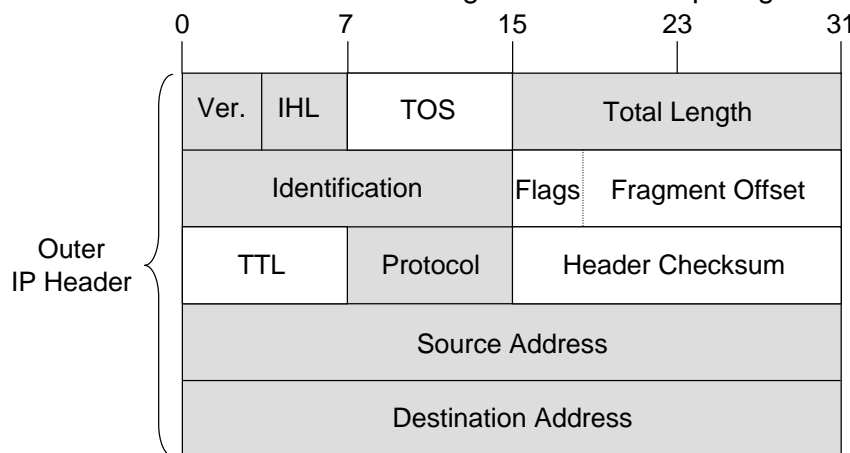 0 7 15 23 31
Ver. IHL TOS Total Length
Identification Flags Fragment Offset
Outer
IP Header
TTL Protocol Header Checksum
Source Address
Destination Address